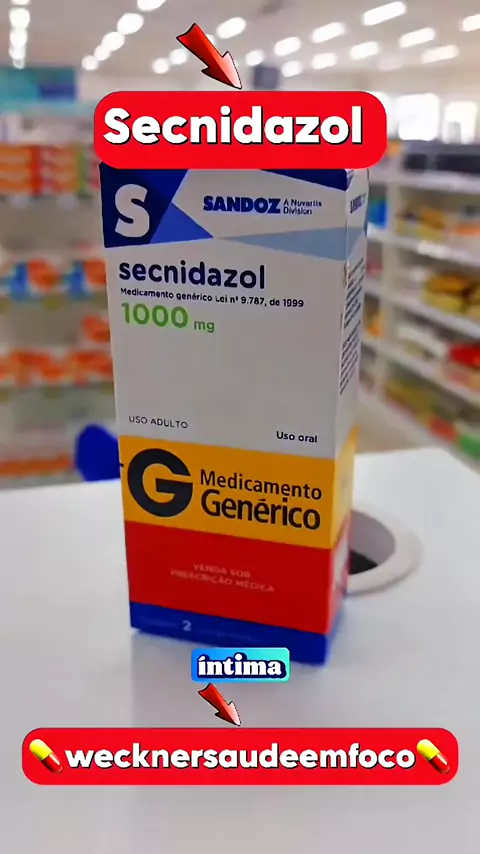 Secnidazol
S
SANDOZ A Novartis
Division
secnidazol
Medicamento genérico Lei nº 9.787, de 1999
1000 mg
USO ADULTO
Uso oral
G Medicamento
Genérico
VENDA SOB
PRESCRIÇÃO MÉDICA
2
íntima
wecknersaudeemfoco